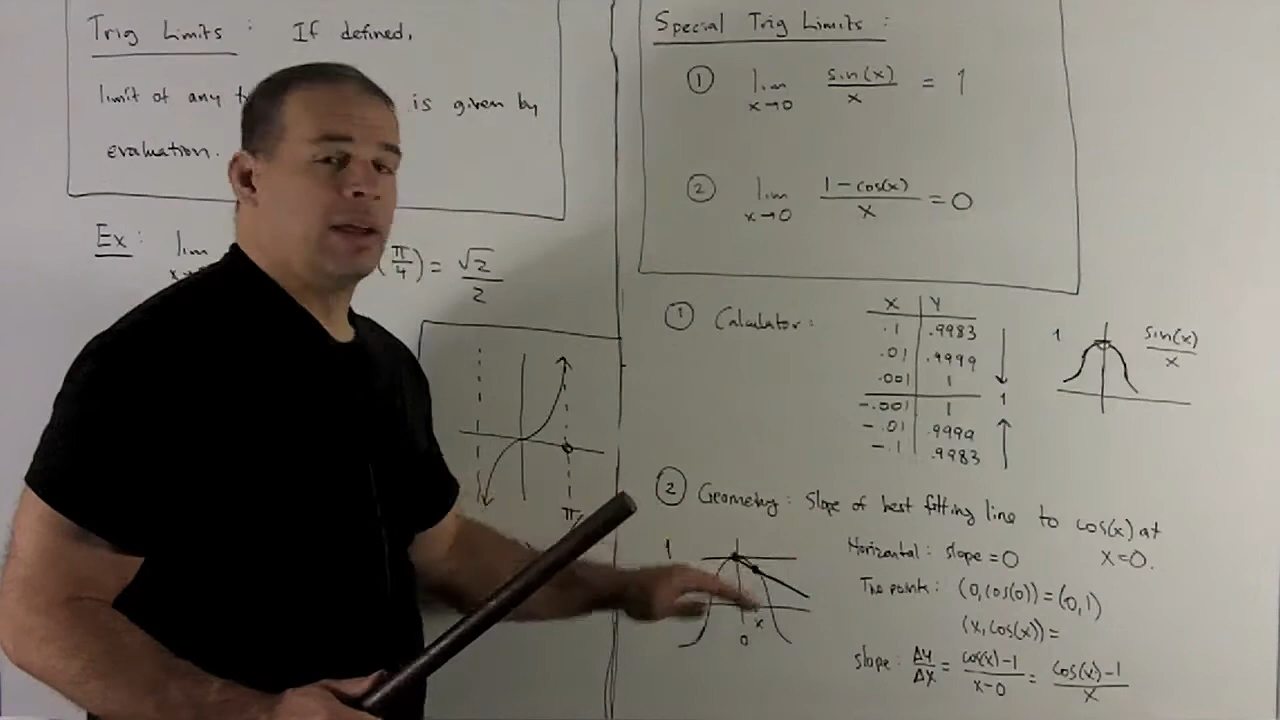 Trig Limits : If defined,
limit of any is given by
evaluation.
Ex: lim (π/4) = √2/2
π/
Special Trig Limits :
① lim x→0 sin(x)/x = 1
② lim x→0 1-cos(x)/x = 0
① Calculator:
X Y
.1 .9983
.01 .9999
.001 1
-.001 1
-.01 .9999
-.1 .9983
1
1 sin(x)/x
② Geometry: Slope of best fitting line to cos(x) at
x=0.
Horizontal: slope = 0
Two points: (0, cos(0)) = (0,1)
(x, cos(x)) =
slope: Δy/Δx = cos(x)-1/x-0 = cos(x)-1/x
1
x
0